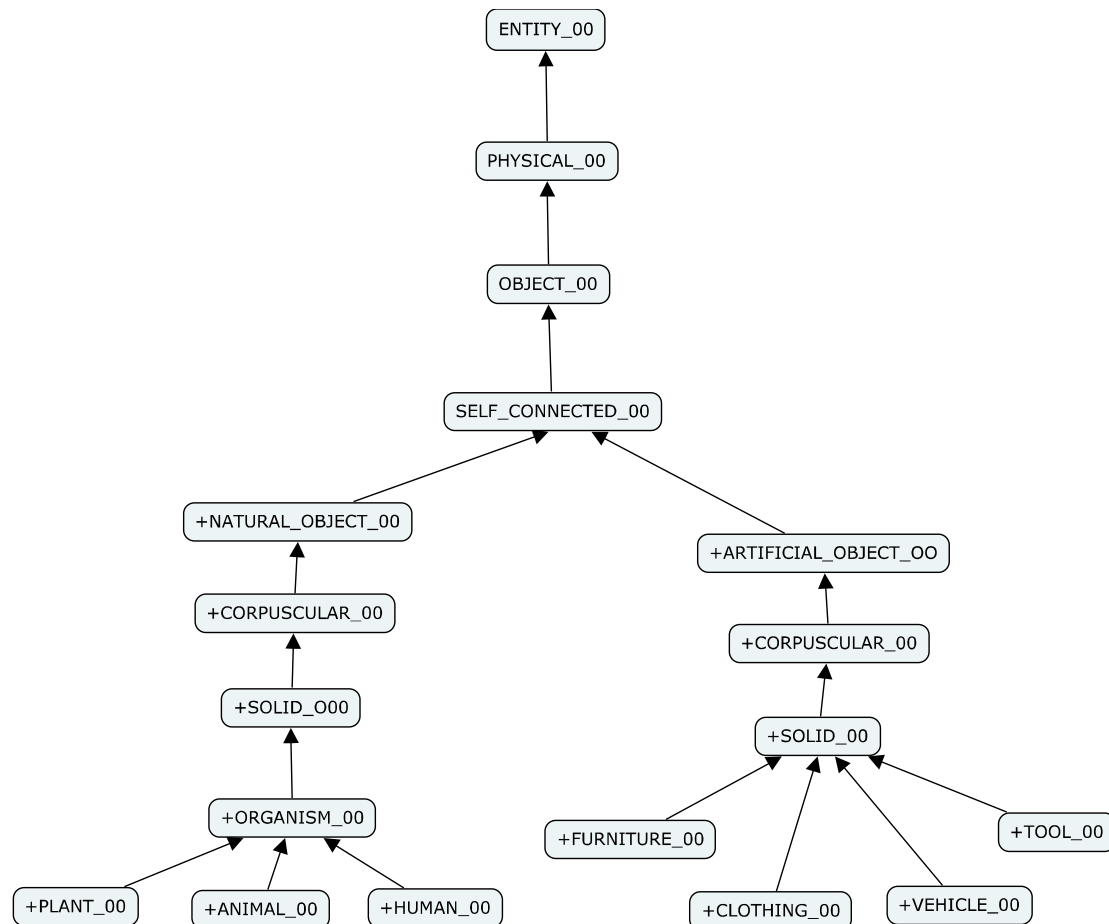 ENTITY_00
PHYSICAL_00
OBJECT_00
SELF_CONNECTED_00
+NATURAL_OBJECT_00
+ARTIFICIAL_OBJECT_OO
+CORPUSCULAR_00
+CORPUSCULAR_00
+SOLID_O00
+SOLID_00
+ORGANISM_00
+FURNITURE_00
+TOOL_00
+PLANT_00
+ANIMAL_00
+HUMAN_00
+CLOTHING_00
+VEHICLE_00